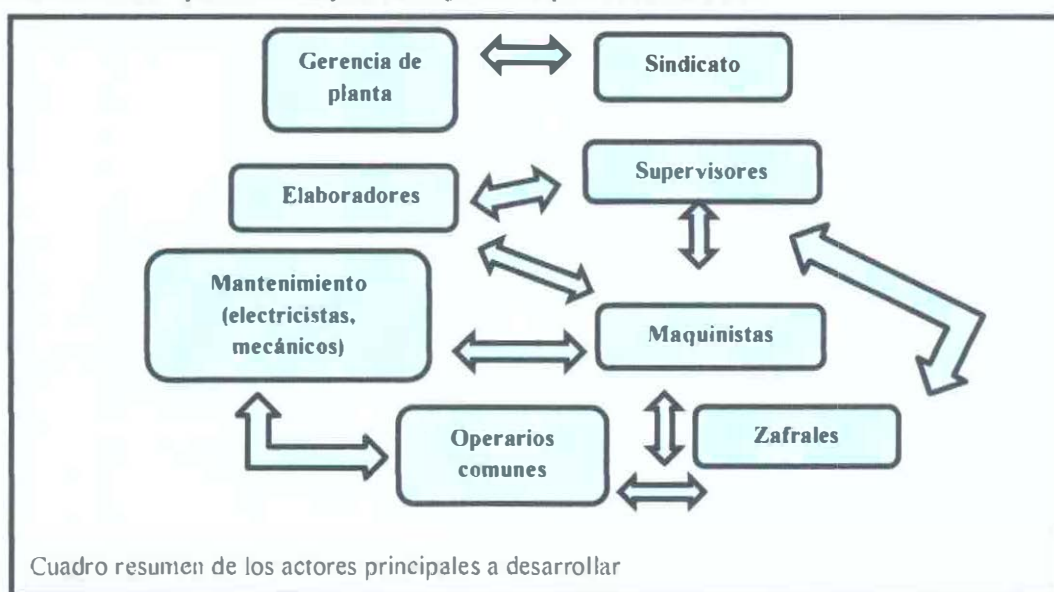 Gerencia de
planta
Sindicato
Elaboradores
Supervisores
Mantenimiento
(electricistas,
mecánicos)
Maquinistas
Operarios
comunes
Zafrales
Cuadro resumen de los actores principales a desarrollar